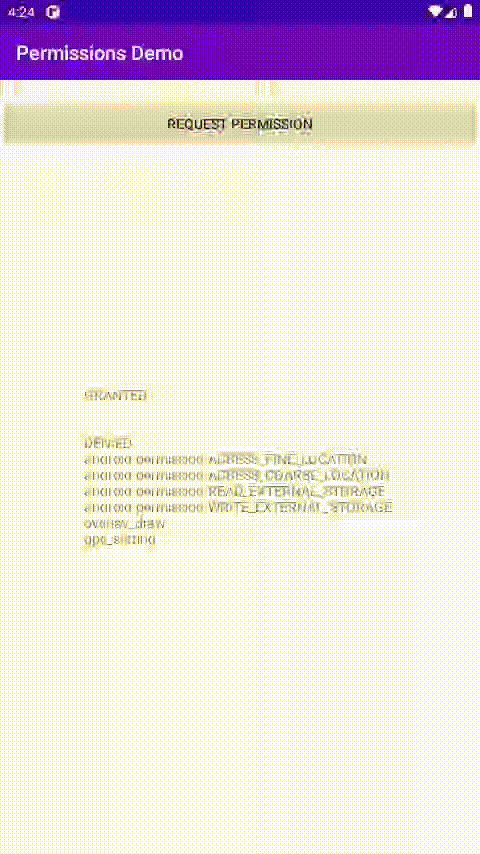 4:24
Permissions Demo
REQUEST PERMISSION
GRANTED
DENIED
android.permission.ACCESS_FINE_LOCATION
android.permission.ACCESS_COARSE_LOCATION
android.permission.READ_EXTERNAL_STORAGE
android.permission.WRITE_EXTERNAL_STORAGE
overlay_draw
gps_setting